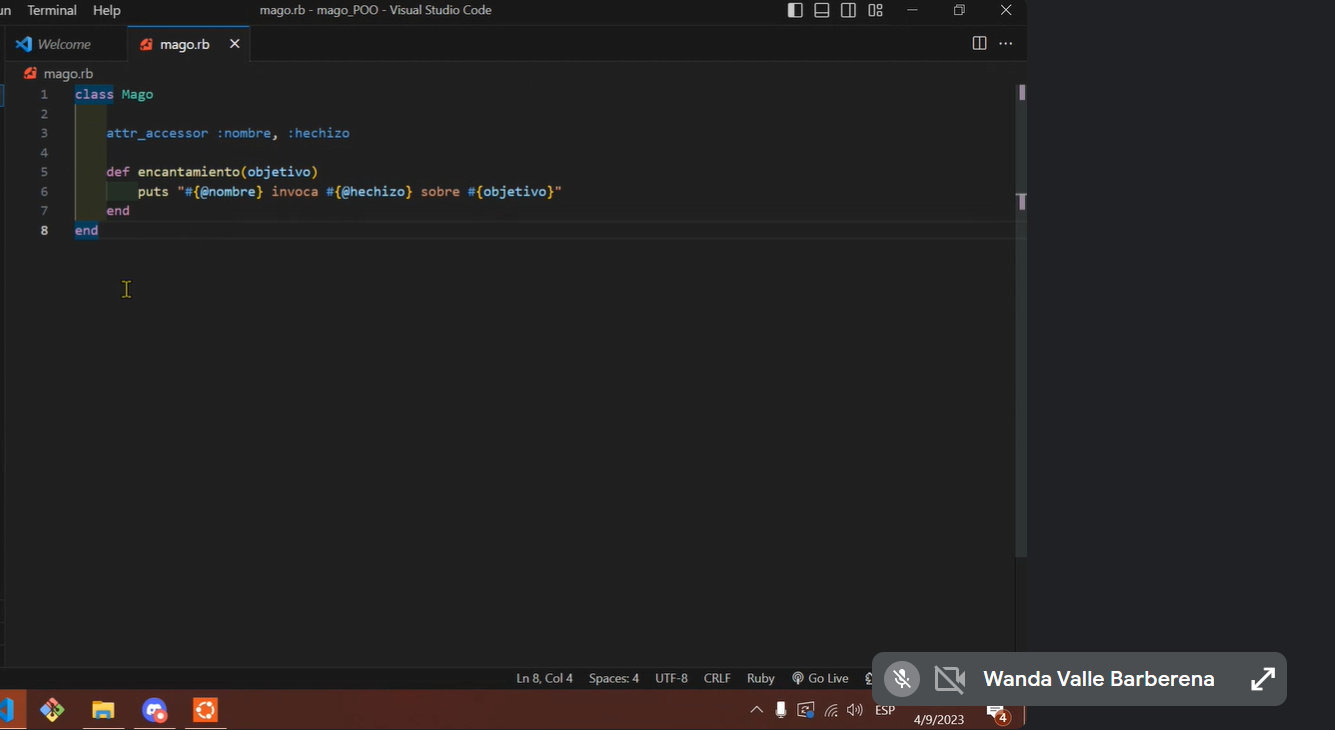 un Terminal Help mago.rb - mago_POO - Visual Studio Code
Welcome mago.rb
mago.rb
1 class Mago
2
3 attr_accessor :nombre, :hechizo
4
5 def encantamiento(objetivo)
6 puts "#{@nombre} invoca #{@hechizo} sobre #{objetivo}"
7 end
8 end
Ln 8, Col 4 Spaces: 4 UTF-8 CRLF Ruby Go Live
Wanda Valle Barberena
ESP
4/9/2023 4